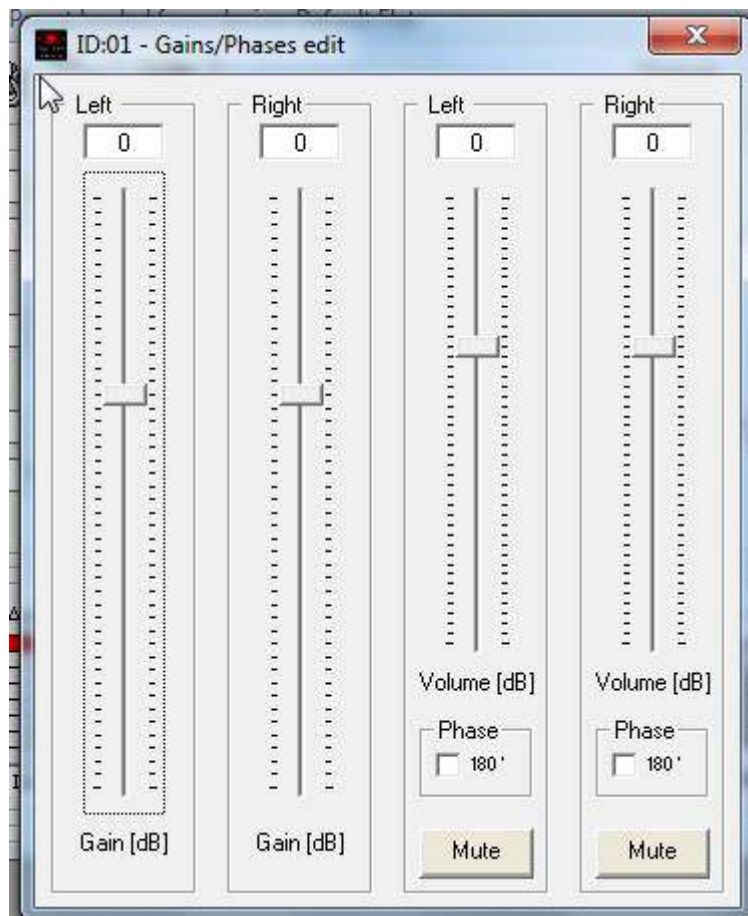 ID:01 - Gains/Phases edit
Left
Right
Left
Right
0
0
0
0
Volume [dB]
Volume [dB]
Phase
Phase
180'
180'
Gain [dB]
Gain [dB]
Mute
Mute